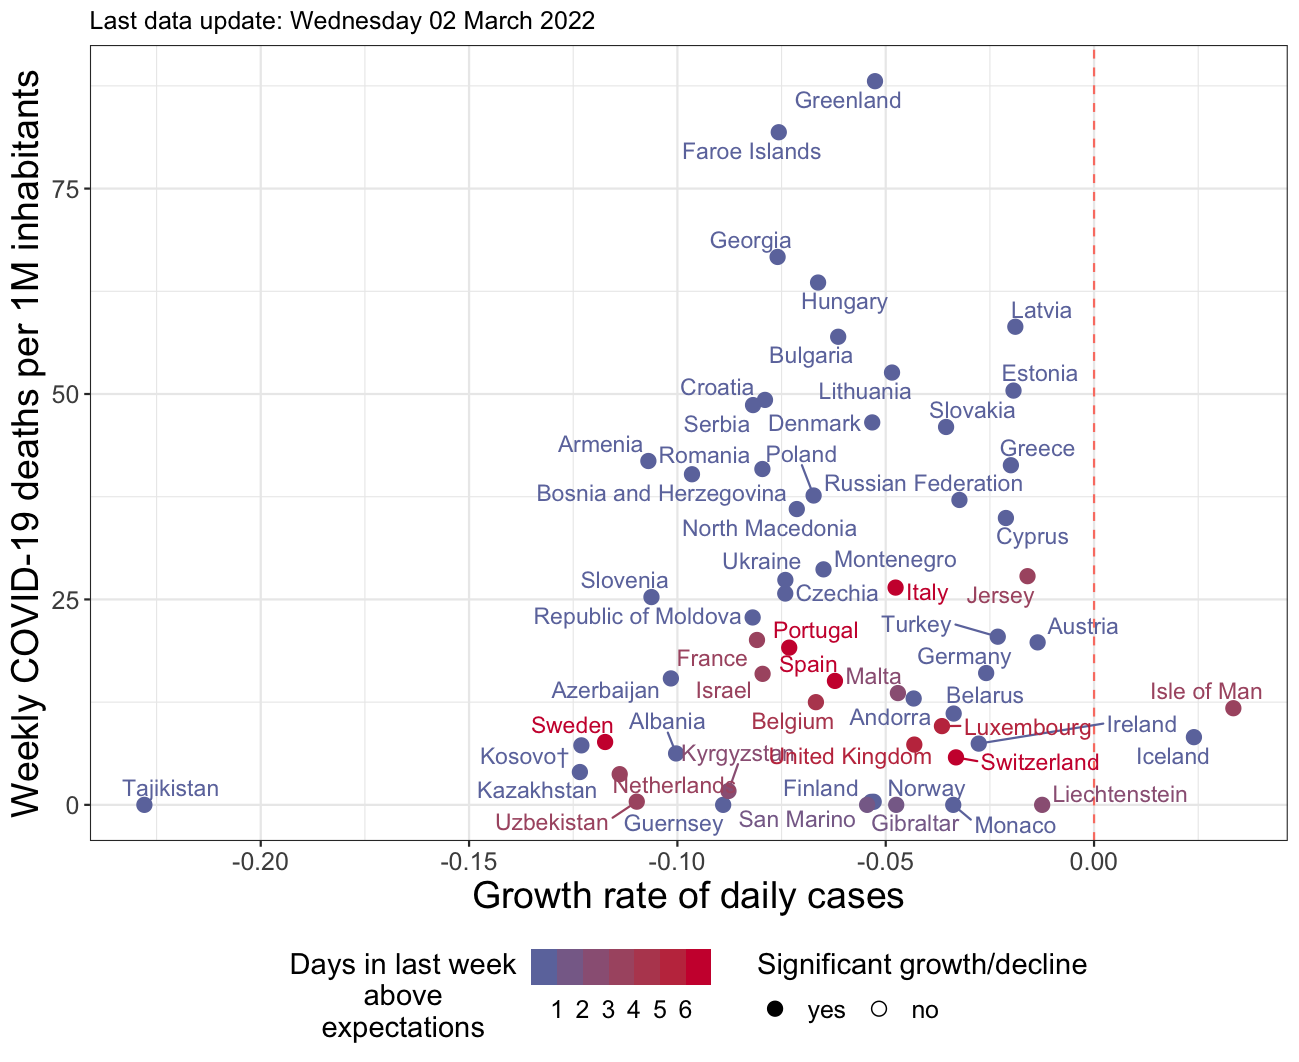 Last data update: Wednesday 02 March 2022
Weekly COVID-19 deaths per 1M inhabitants
75
50
25
0
Greenland
Faroe Islands
Georgia
Hungary
Latvia
Bulgaria
Estonia
Croatia
Lithuania
Slovakia
Serbia
Denmark
Armenia
Romania
Poland
Greece
Russian Federation
Bosnia and Herzegovina
North Macedonia
Cyprus
Ukraine
Montenegro
Slovenia
Czechia
Italy
Jersey
Republic of Moldova
Turkey
Austria
Portugal
France
Spain
Germany
Malta
Azerbaijan
Israel
Belarus
Isle of Man
Sweden
Albania
Belgium
Andorra
Luxembourg
Ireland
Kosovo†
Kyrgyzstan
United Kingdom
Switzerland
Iceland
Tajikistan
Kazakhstan
Netherlands
Finland
Norway
Liechtenstein
Uzbekistan
Guernsey
San Marino
Gibraltar
Monaco
-0.20
-0.15
-0.10
-0.05
0.00
Growth rate of daily cases
Days in last week
above
expectations
1 2 3 4 5 6
Significant growth/decline
yes
no